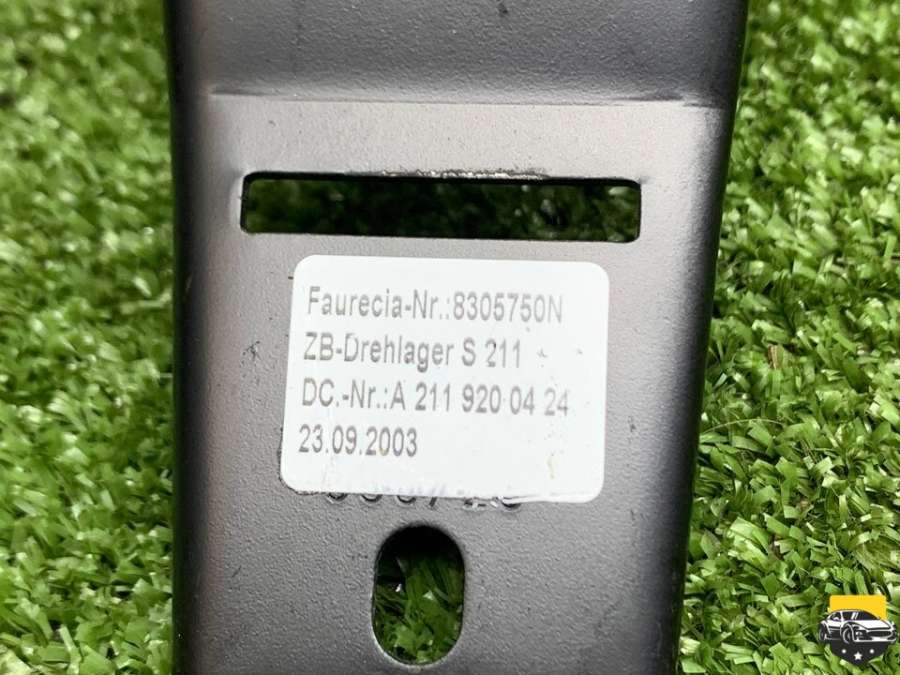 Faurecia-Nr.:8305750N
ZB-Drehlager S 211
DC.-Nr.:A 211 920 04 24
23.09.2003